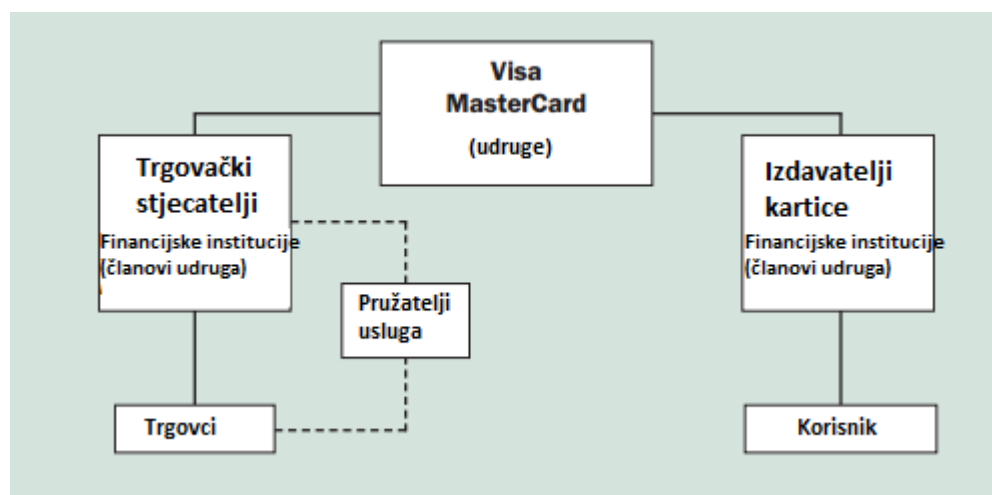 Visa
MasterCard
(udruge)
Trgovački
stjecatelji
Financijske institucije
(članovi udruga)
Izdavatelji
kartice
Financijske institucije
(članovi udruga)
Pružatelji
usluga
Trgovci
Korisnik